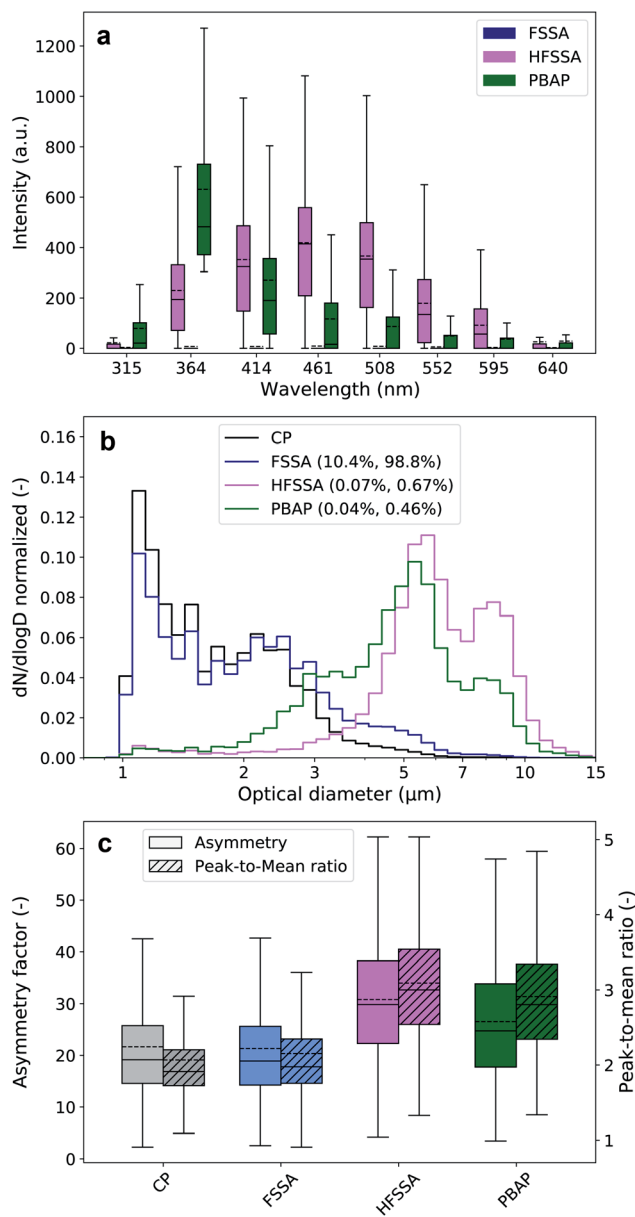 a
FSSA
HFSSA
PBAP
1200
1000
800
600
400
200
0
Intensity (a.u.)
315 364 414 461 508 552 595 640
Wavelength (nm)
b
CP
FSSA (10.4%, 98.8%)
HFSSA (0.07%, 0.67%)
PBAP (0.04%, 0.46%)
0.16
0.14
0.12
0.10
0.08
0.06
0.04
0.02
0.00
dN/dlogD normalized (-)
1 2 3 5 7 10 15
Optical diameter (μm)
c
Asymmetry
Peak-to-Mean ratio
60
50
40
30
20
10
0
Asymmetry factor (-)
5
4
3
2
1
Peak-to-mean ratio (-)
CP FSSA HFSSA PBAP